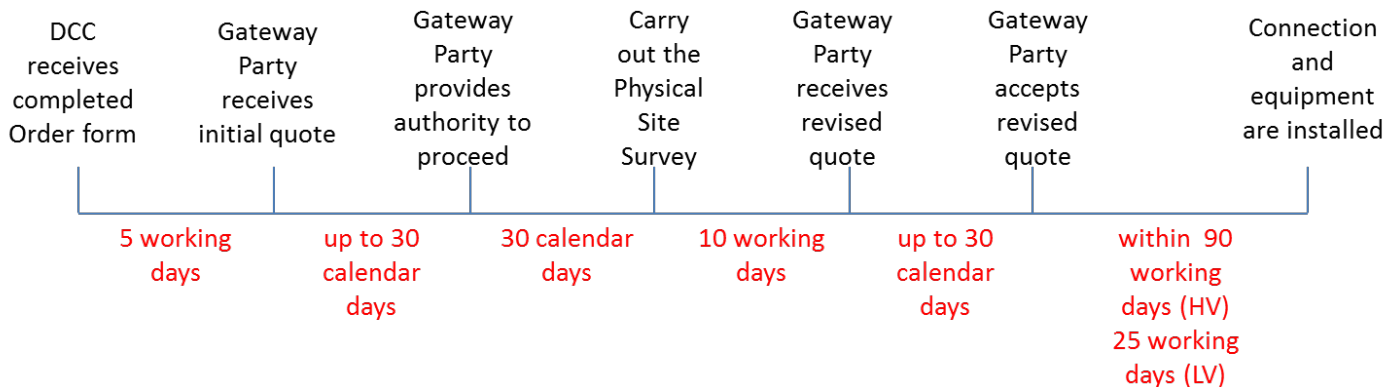 DCC
receives
completed
Order form
Gateway
Party
receives
initial quote
Gateway
Party
provides
authority to
proceed
Carry
out the
Physical
Site
Survey
Gateway
Party
receives
revised
quote
Gateway
Party
accepts
revised
quote
Connection
and
equipment
are installed
5 working
days
up to 30
calendar
days
30 calendar
days
10 working
days
up to 30
calendar
days
within 90
working
days (HV)
25 working
days (LV)